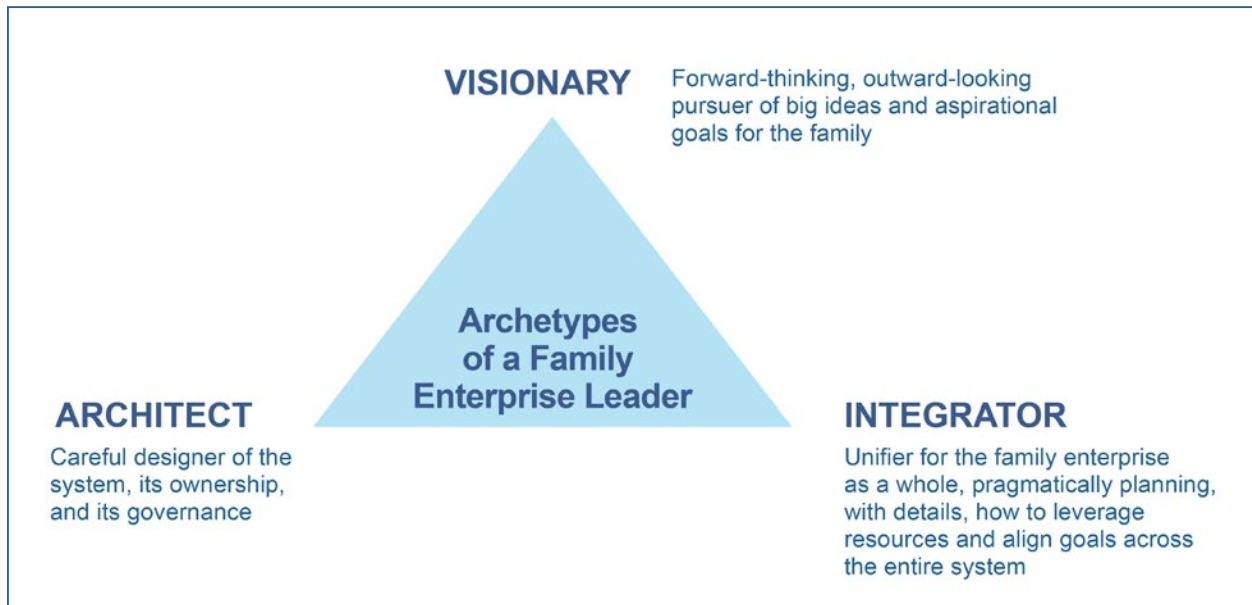 VISIONARY
Forward-thinking, outward-looking
pursuer of big ideas and aspirational
goals for the family
Archetypes
of a Family
Enterprise Leader
ARCHITECT
Careful designer of the
system, its ownership,
and its governance
INTEGRATOR
Unifier for the family enterprise
as a whole, pragmatically planning,
with details, how to leverage
resources and align goals across
the entire system